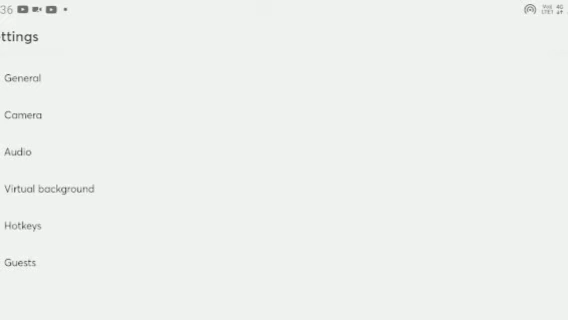 36
ttings
General
Camera
Audio
Virtual background
Hotkeys
Guests